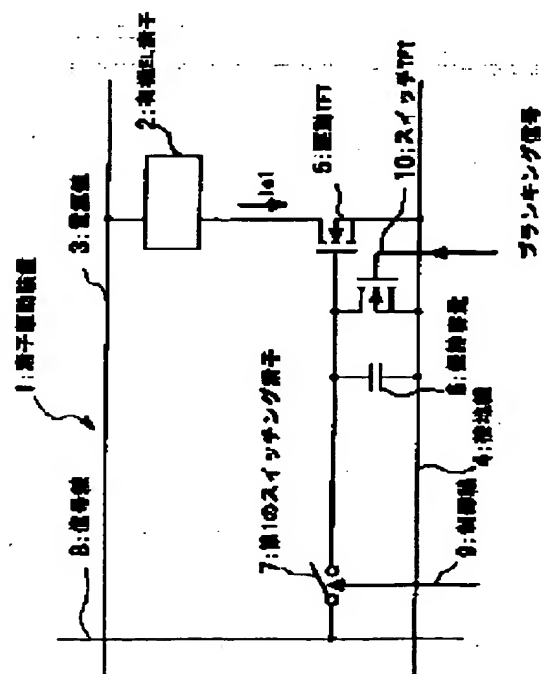 1:素子駆動装置
8:信号線
3:電源線
2:有機EL素子
Iel
7:第1のスイッチング素子
5:駆動TFT
10:スイッチTFT
6:保持容量
4:接地線
9:制御線
ブランキング信号